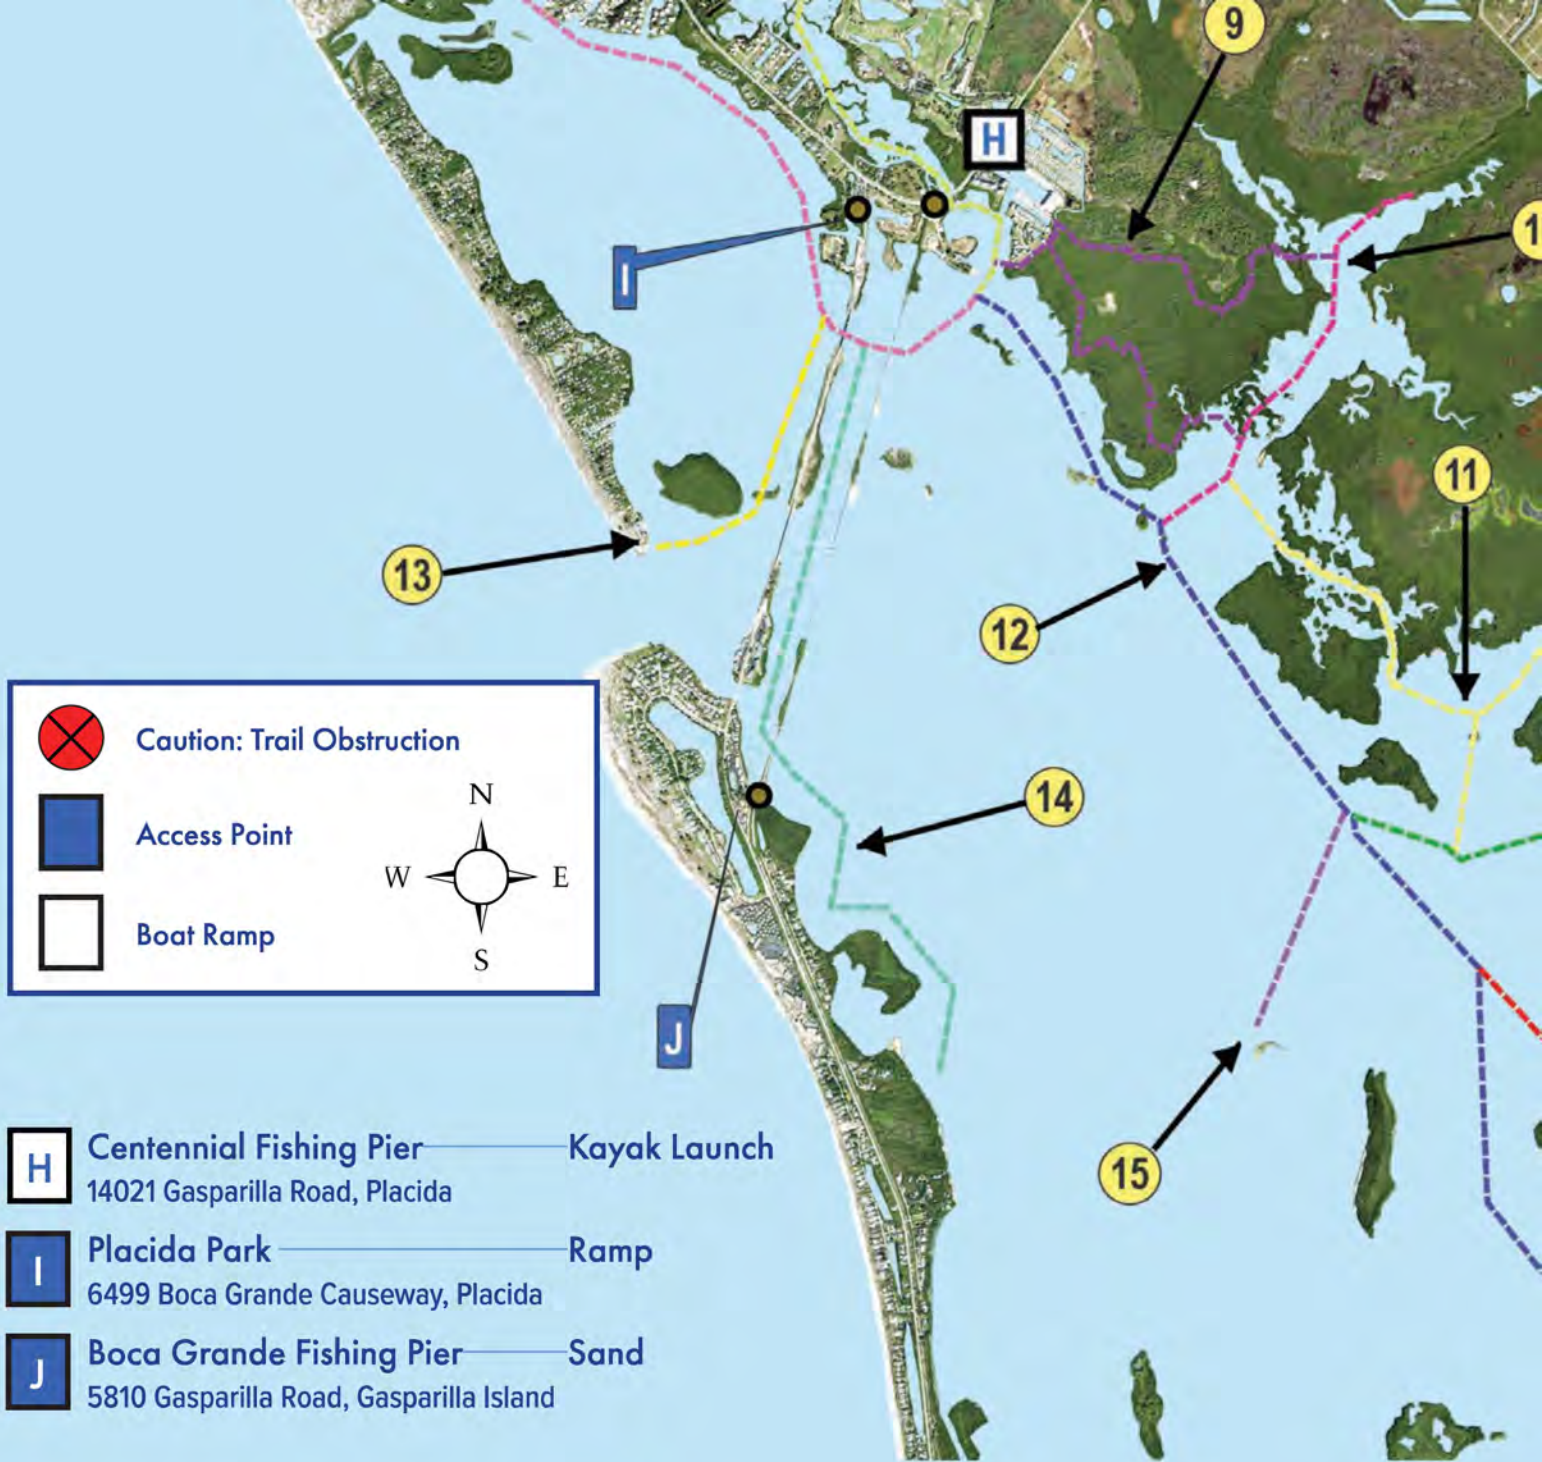 9
H
I
1
11
13
12
14
15
Caution: Trail Obstruction
Access Point
Boat Ramp
N
W E
S
J
H Centennial Fishing Pier Kayak Launch
14021 Gasparilla Road, Placida
I Placida Park Ramp
6499 Boca Grande Causeway, Placida
J Boca Grande Fishing Pier Sand
5810 Gasparilla Road, Gasparilla Island